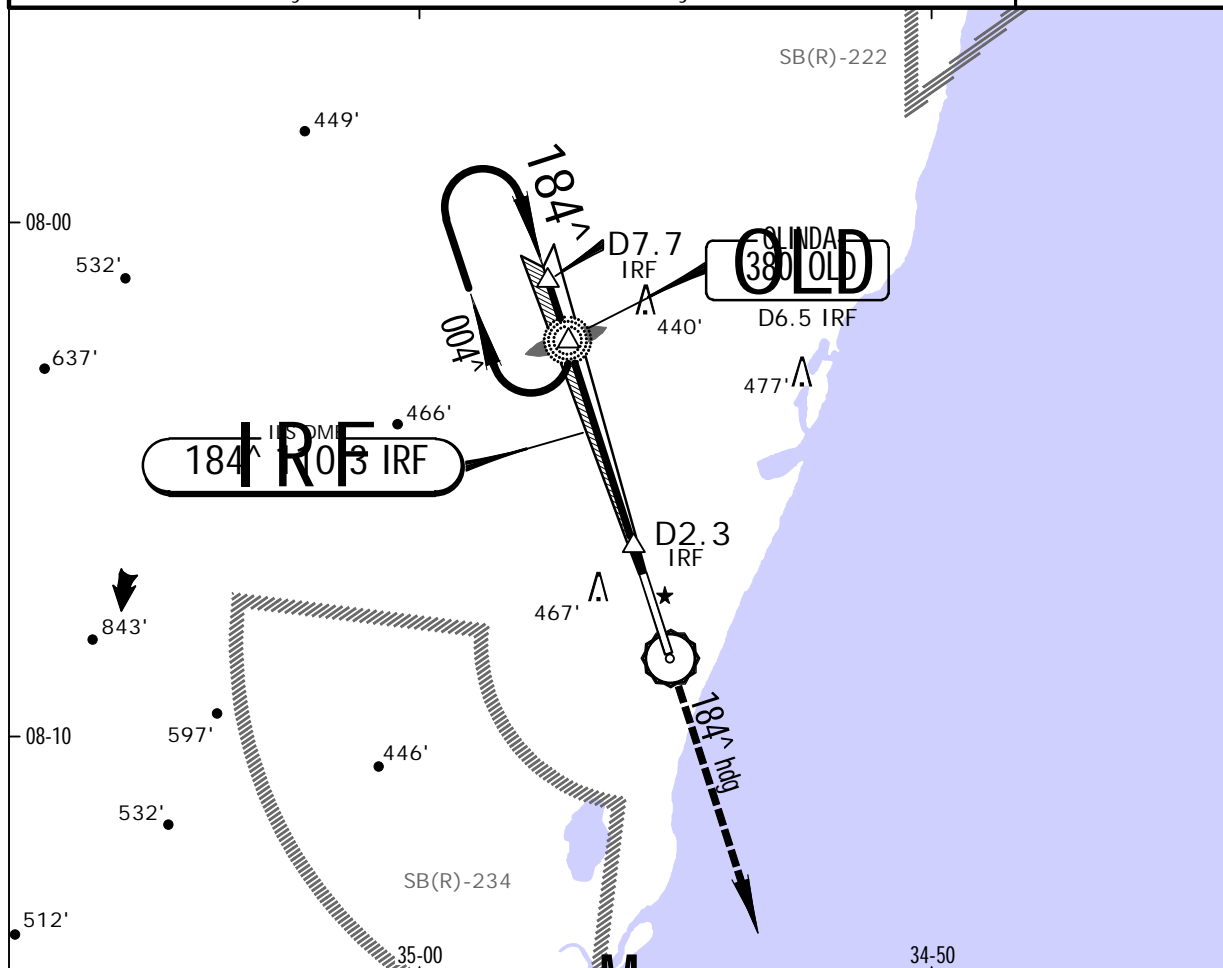 SB(R)-222
449'
184^
08-00
D7.7
IRF
OLINDA
380 OLD
OLD
532'
440'
D6.5 IRF
004^
637'
477'
466'
ILS DME
184^ 110.3 IRF
IRF
D2.3
IRF
467'
843'
184^ hdg
597'
08-10
446'
532'
SB(R)-234
512'
35-00
34-50
M